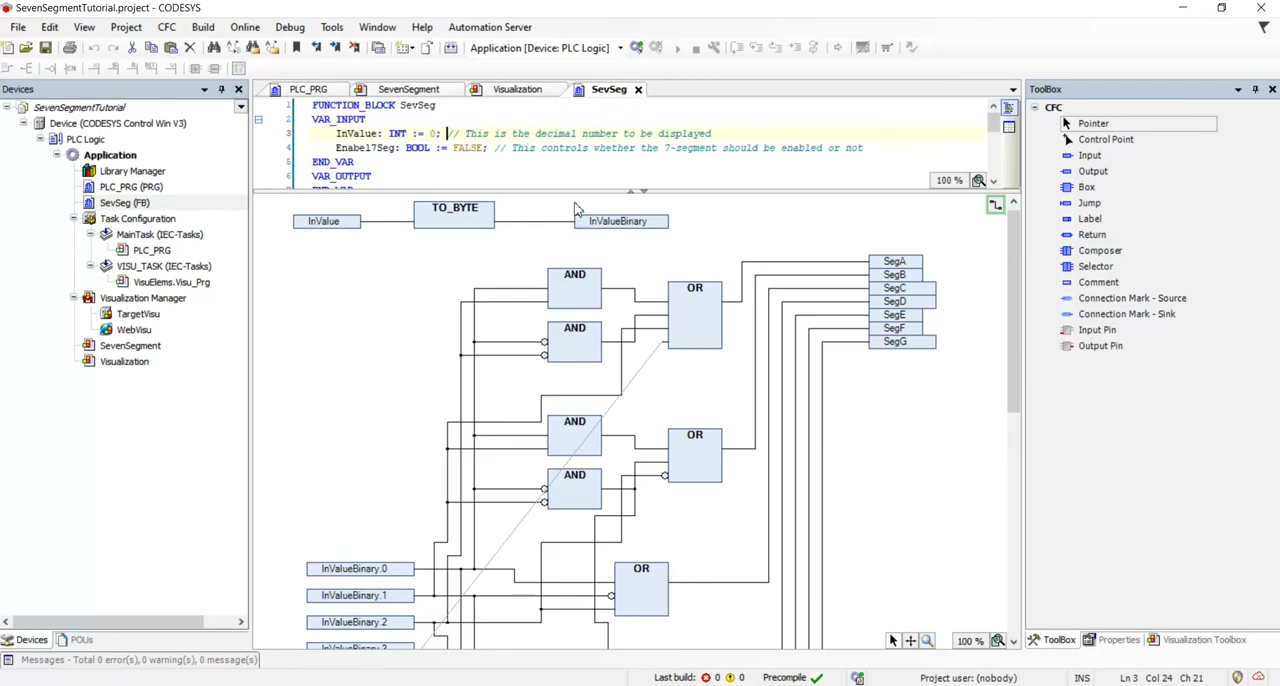 SevenSegmentTutorial.project - CODESYS
File Edit View Project CFC Build Online Debug Tools Window Help Automation Server
Application [Device: PLC Logic]
Devices
SevenSegmentTutorial
Device (CODESYS Control Win V3)
PLC Logic
Application
Library Manager
PLC_PRG (PRG)
SevSeg (FB)
Task Configuration
MainTask (IEC-Tasks)
PLC_PRG
VISU_TASK (IEC-Tasks)
VisuElems.Visu_Prg
Visualization Manager
TargetVisu
WebVisu
SevenSegment
Visualization
Devices POUs
PLC_PRG SevenSegment Visualization SevSeg
1 FUNCTION_BLOCK SevSeg
2 VAR_INPUT
3 InValue: INT := 0; // This is the decimal number to be displayed
4 Enabel7Seg: BOOL := FALSE; // This controls whether the 7-segment should be enabled or not
5 END_VAR
6 VAR_OUTPUT
100 %
InValue TO_BYTE InValueBinary
AND
AND
OR
AND
AND
OR
OR
SegA
SegB
SegC
SegD
SegE
SegF
SegG
InValueBinary.0
InValueBinary.1
InValueBinary.2
100 %
ToolBox
CFC
Pointer
Control Point
Input
Output
Box
Jump
Label
Return
Composer
Selector
Comment
Connection Mark - Source
Connection Mark - Sink
Input Pin
Output Pin
ToolBox Properties Visualization Toolbox
Messages - Total 0 error(s), 0 warning(s), 0 message(s)
Last build: 0 0 Precompile Project user: (nobody) INS Ln 3 Col 24 Ch 21